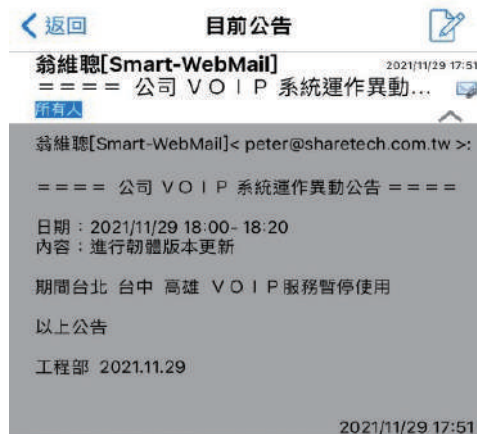 返回
目前公告
翁維聰[Smart-WebMail]
2021/11/29 17:51
==== 公司 VOIP 系統運作異動...
所有人
翁維聰[Smart-WebMail]< peter@sharetech.com.tw >:
==== 公司 VOIP 系統運作異動公告 ====
日期：2021/11/29 18:00- 18:20
內容：進行韌體版本更新
期間台北 台中 高雄 VOIP服務暫停使用
以上公告
工程部 2021.11.29
2021/11/29 17:51